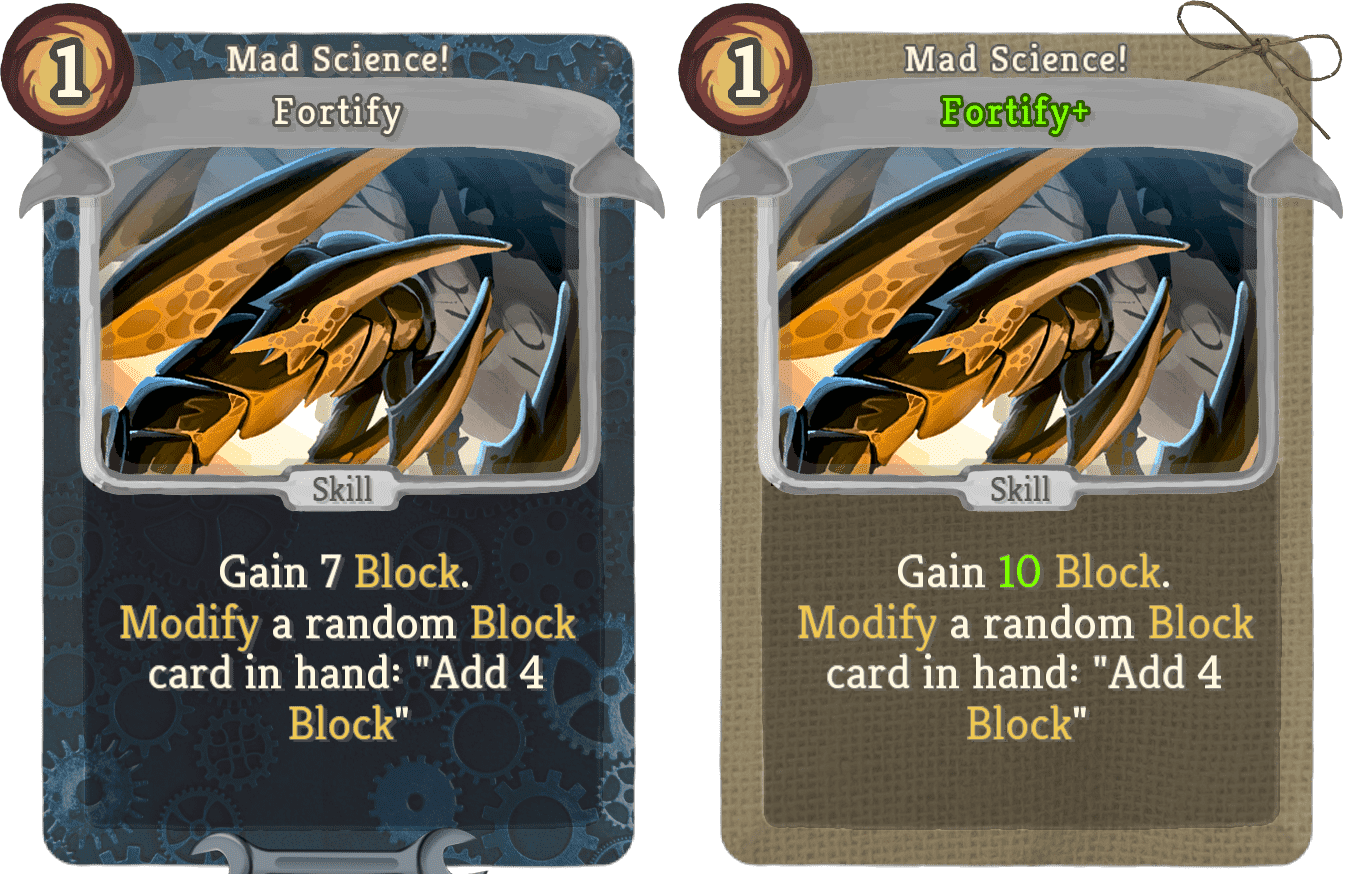 1
Mad Science!
Fortify
Skill
Gain 7 Block.
Modify a random Block
card in hand: "Add 4
Block"
1
Mad Science!
Fortify+
Skill
Gain 10 Block.
Modify a random Block
card in hand: "Add 4
Block"